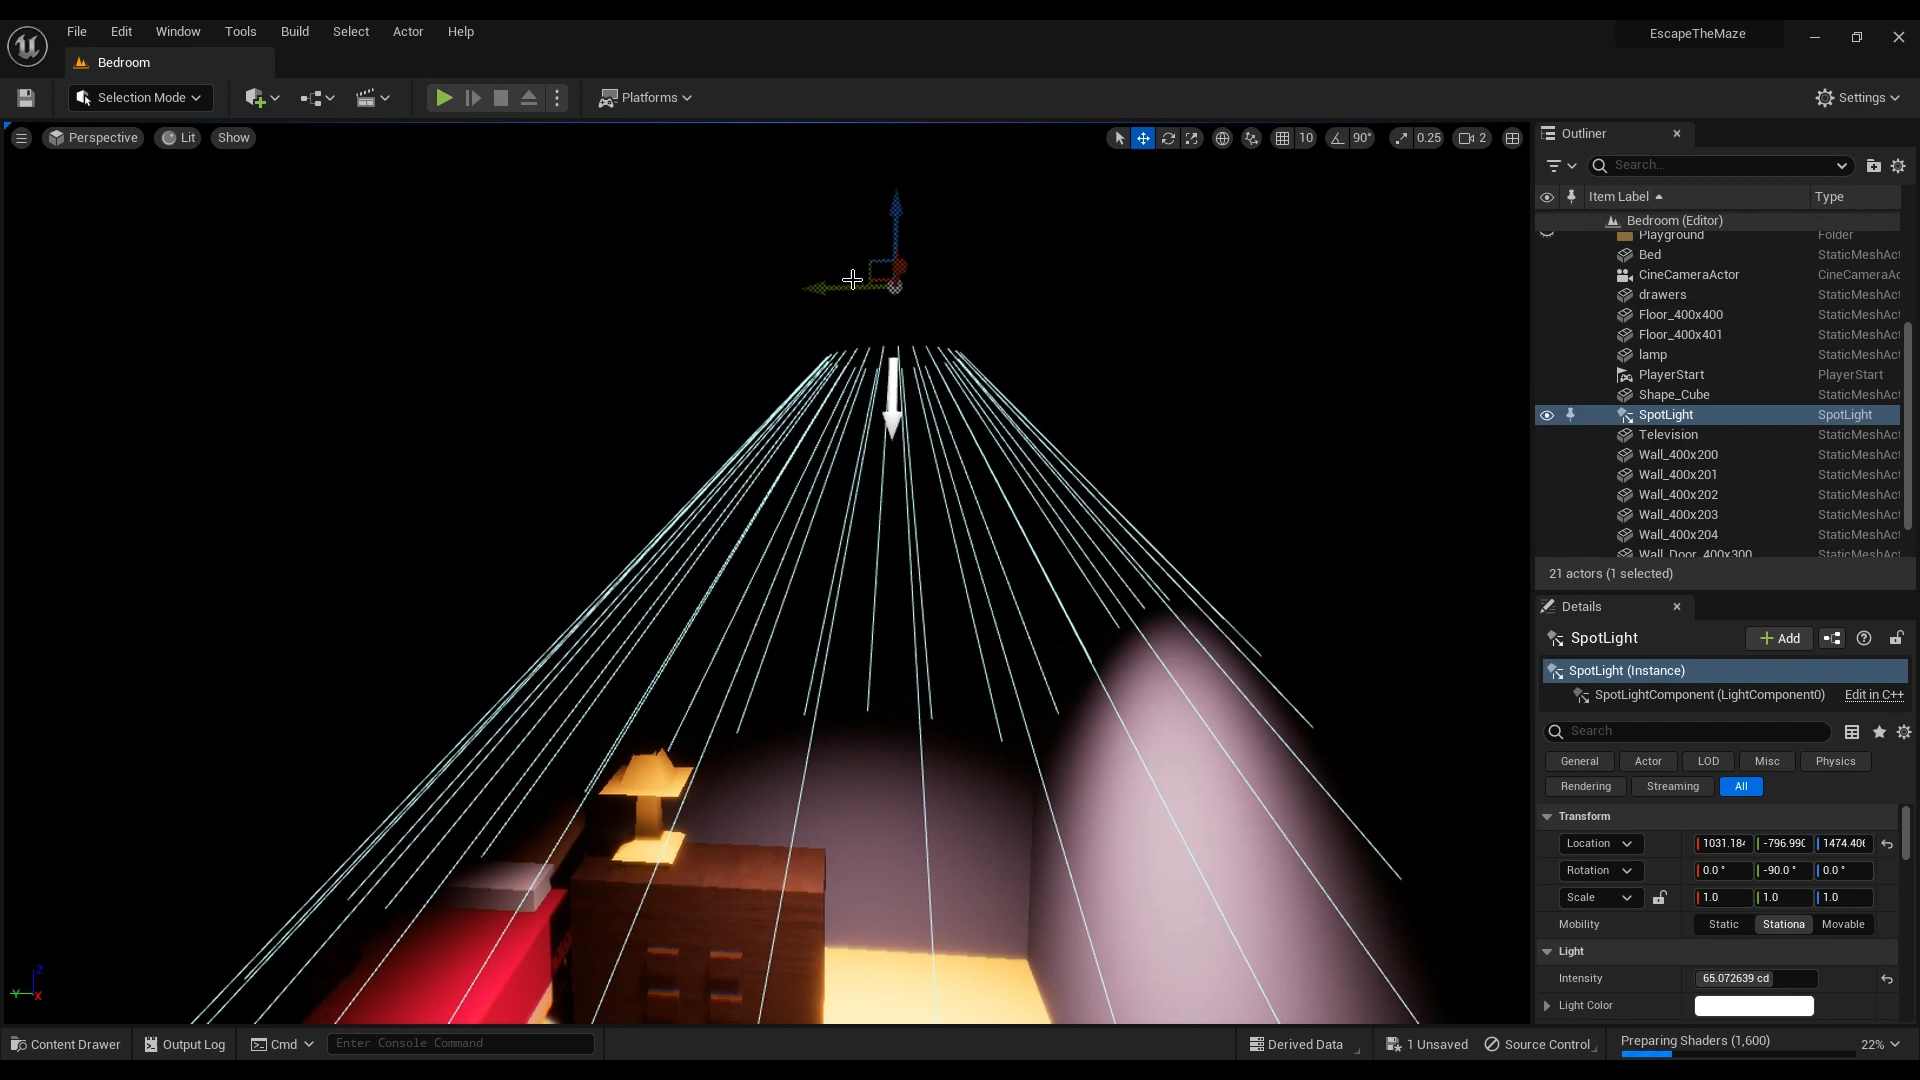 File Edit Window Tools Build Select Actor Help
EscapeTheMaze
Bedroom
Selection Mode
Platforms
Settings
Perspective
Lit
Show
10
90°
0.25
2
Outliner
Search...
Item Label
Type
Bedroom (Editor)
Playground Folder
Bed StaticMeshAct
CineCameraActor CineCameraAc
drawers StaticMeshAct
Floor_400x400 StaticMeshAct
Floor_400x401 StaticMeshAct
lamp StaticMeshAct
PlayerStart PlayerStart
Shape_Cube StaticMeshAct
SpotLight SpotLight
Television StaticMeshAct
Wall_400x200 StaticMeshAct
Wall_400x201 StaticMeshAct
Wall_400x202 StaticMeshAct
Wall_400x203 StaticMeshAct
Wall_400x204 StaticMeshAct
Wall_Door_400x300 StaticMeshAct
21 actors (1 selected)
Details
SpotLight
Add
SpotLight (Instance)
SpotLightComponent (LightComponent0) Edit in C++
Search
General Actor LOD Misc Physics
Rendering Streaming All
Transform
Location 1031.184 -796.990 1474.406
Rotation 0.0 ° -90.0 ° 0.0 °
Scale 1.0 1.0 1.0
Mobility Static Stationa Movable
Light
Intensity 65.072639 cd
Light Color
Z
Y
X
Content Drawer
Output Log
Cmd
Enter Console Command
Derived Data
1 Unsaved
Source Control
Preparing Shaders (1,600)
22%